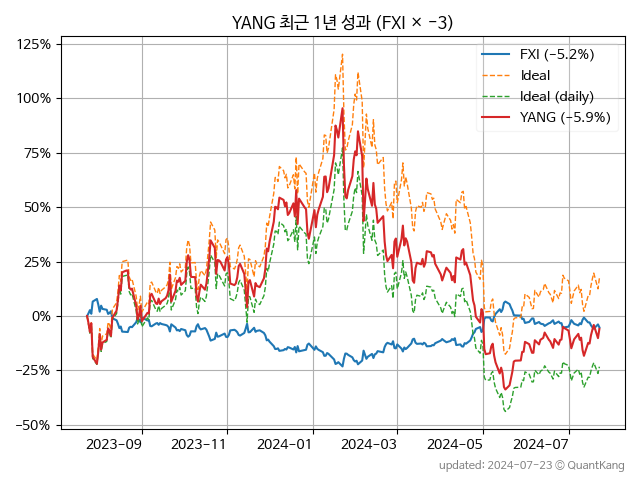 YANG 최근 1년 성과 (FXI × −3)
125%
100%
75%
50%
25%
0%
−25%
−50%
FXI (−5.2%)
Ideal
Ideal (daily)
YANG (−5.9%)
2023−09
2023−11
2024−01
2024−03
2024−05
2024−07
updated: 2024−07−23 ⓒ QuantKang